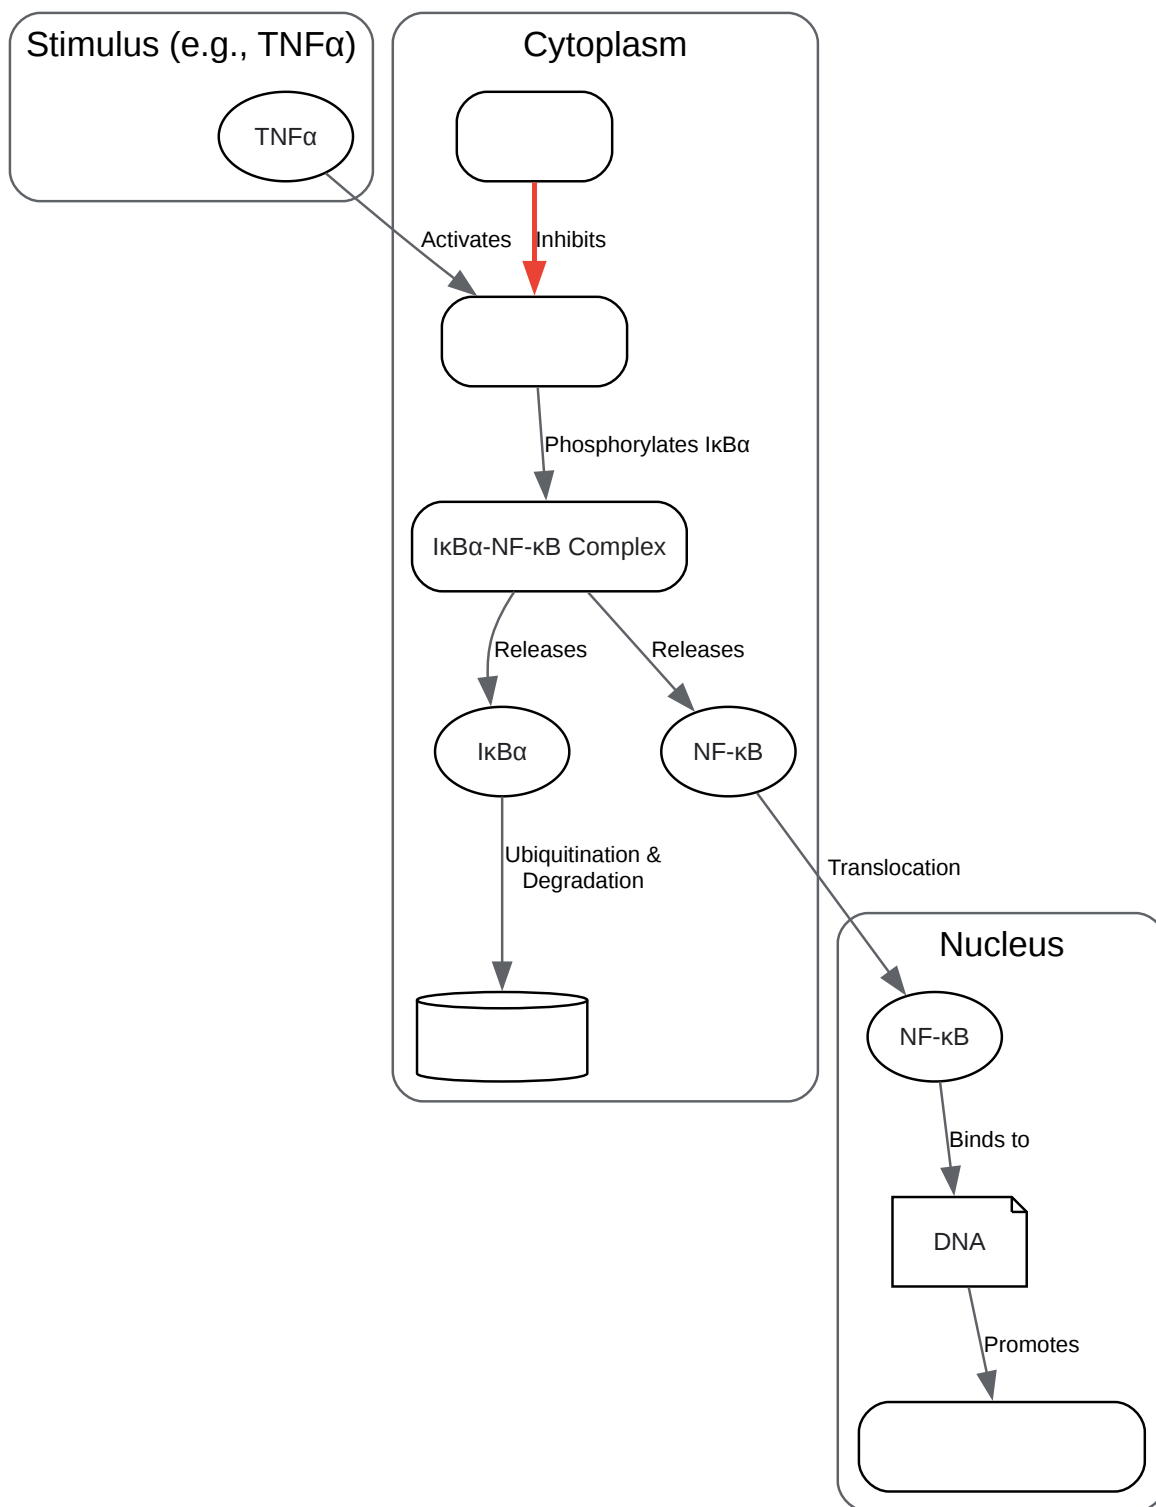 Stimulus (e.g., TNFα)
Cytoplasm
TNFα
Activates
Inhibits
Phosphorylates IκBα
IκBα-NF-κB Complex
Releases
Releases
IκBα
NF-κB
Ubiquitination &
Degradation
Translocation
Nucleus
NF-κB
Binds to
DNA
Promotes